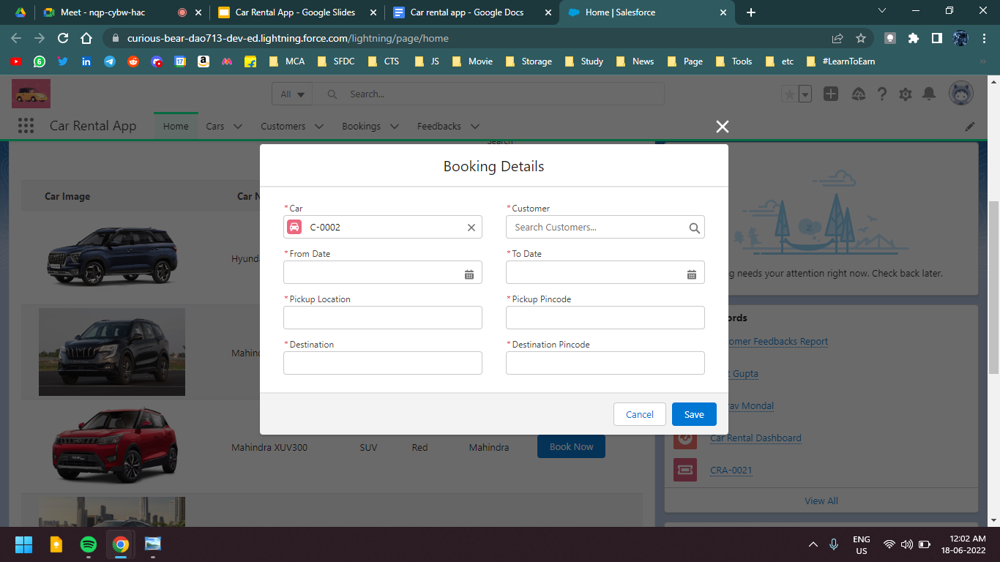 Meet - nqp-cybw-hac
Car Rental App - Google Slides
Car rental app - Google Docs
Home | Salesforce
curious-bear-dao713-dev-ed.lightning.force.com/lightning/page/home
6
17
MCA
SFDC
CTS
JS
Movie
Storage
Study
News
Page
Tools
etc
#LearnToEarn
»
All
Search...
Car Rental App
Home
Cars
Customers
Bookings
Feedbacks
Search
Booking Details
*Car
*Customer
C-0002
Search Customers...
*From Date
*To Date
*Pickup Location
*Pickup Pincode
*Destination
*Destination Pincode
Cancel
Save
Car Image
Car N
Hyund
Mahind
Mahindra XUV300
SUV
Red
Mahindra
Book Now
g needs your attention right now. Check back later.
ords
omer Feedbacks Report
t Gupta
rav Mondal
Car Rental Dashboard
CRA-0021
View All
ENG
US
12:02 AM
18-06-2022